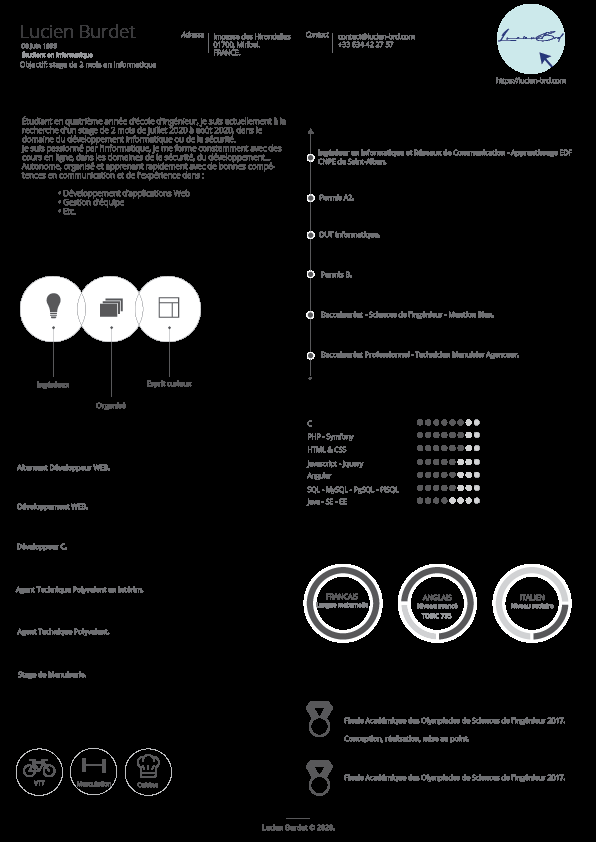 Lucien Burdet
Étudiant en informatique
Objectif: stage de 2 mois en informatique
Adresse
Impasse des Hirondelles
01700, Miribel.
FRANCE.
Contact
contact@lucien-brd.com
+33 634 42 27 57
LucienBrd
https://lucien-brd.com
Étudiant en quatrième année d'école d'ingénieur, je suis actuellement à la
recherche d'un stage de 2 mois de juillet 2020 à août 2020, dans le
domaine du développement informatique ou de la sécurité.
Je suis passionné par l'informatique, je me forme constamment avec des
cours en ligne, dans les domaines de la sécurité, du développement...
Autonome, organisé et apprenant rapidement avec de bonnes compé-
tences en communication et de l'expérience dans :
• Développement d'applications Web
• Gestion d'équipe
• Etc.
Ingénieur en Informatique et Réseaux de Communication - Apprentissage EDF
CNPE de Saint-Alban.
Permis A2.
DUT Informatique.
Permis B.
Baccalauréat - Sciences de l'Ingénieur - Mention Bien.
Baccalauréat Professionnel - Technicien Menuisier Agenceur.
Ingénieux
Organisé
Esprit curieux
C
PHP - Symfony
HTML & CSS
Javascript - Jquery
Angular
SQL - MySQL - PgSQL - PlSQL
Java - SE - EE
Alternant Développeur WEB.
Développement WEB.
Développeur C.
Agent Technique Polyvalent en Intérim.
Agent Technique Polyvalent.
Stage de Menuiserie.
FRANCAIS
Langue maternelle
ANGLAIS
Niveau avancé
TOEIC 785
ITALIEN
Niveau scolaire
Finale Académique des Olympiades de Sciences de l'Ingénieur 2017.
Conception, réalisation, mise au point.
Finale Académique des Olympiades de Sciences de l'Ingénieur 2017.
VTT
Musculation
Cuisine
Lucien Burdet © 2020.